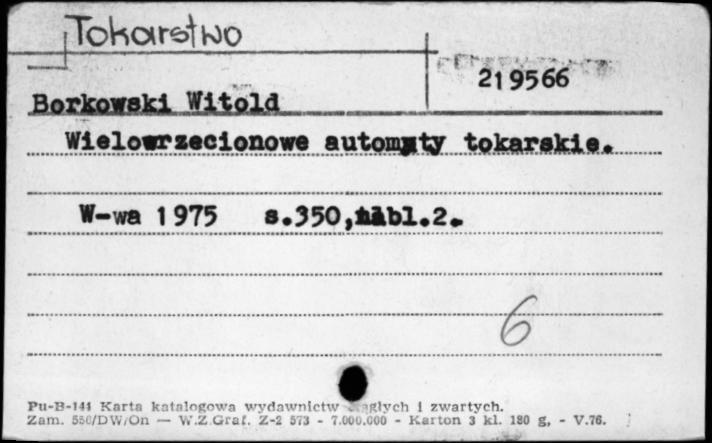 Tokarstwo
219566
Borkowski Witold
Wielowrzecionowe automaty tokarskie.
W-wa 1975 s.350,tabl.2.
6
Pu-B-144 Karta katalogowa wydawnictw ciągłych i zwartych.
Zam. 556/DW/On — W.Z.Graf. Z-2 573 - 7.000.000 - Karton 3 kl. 180 g, - V.76.